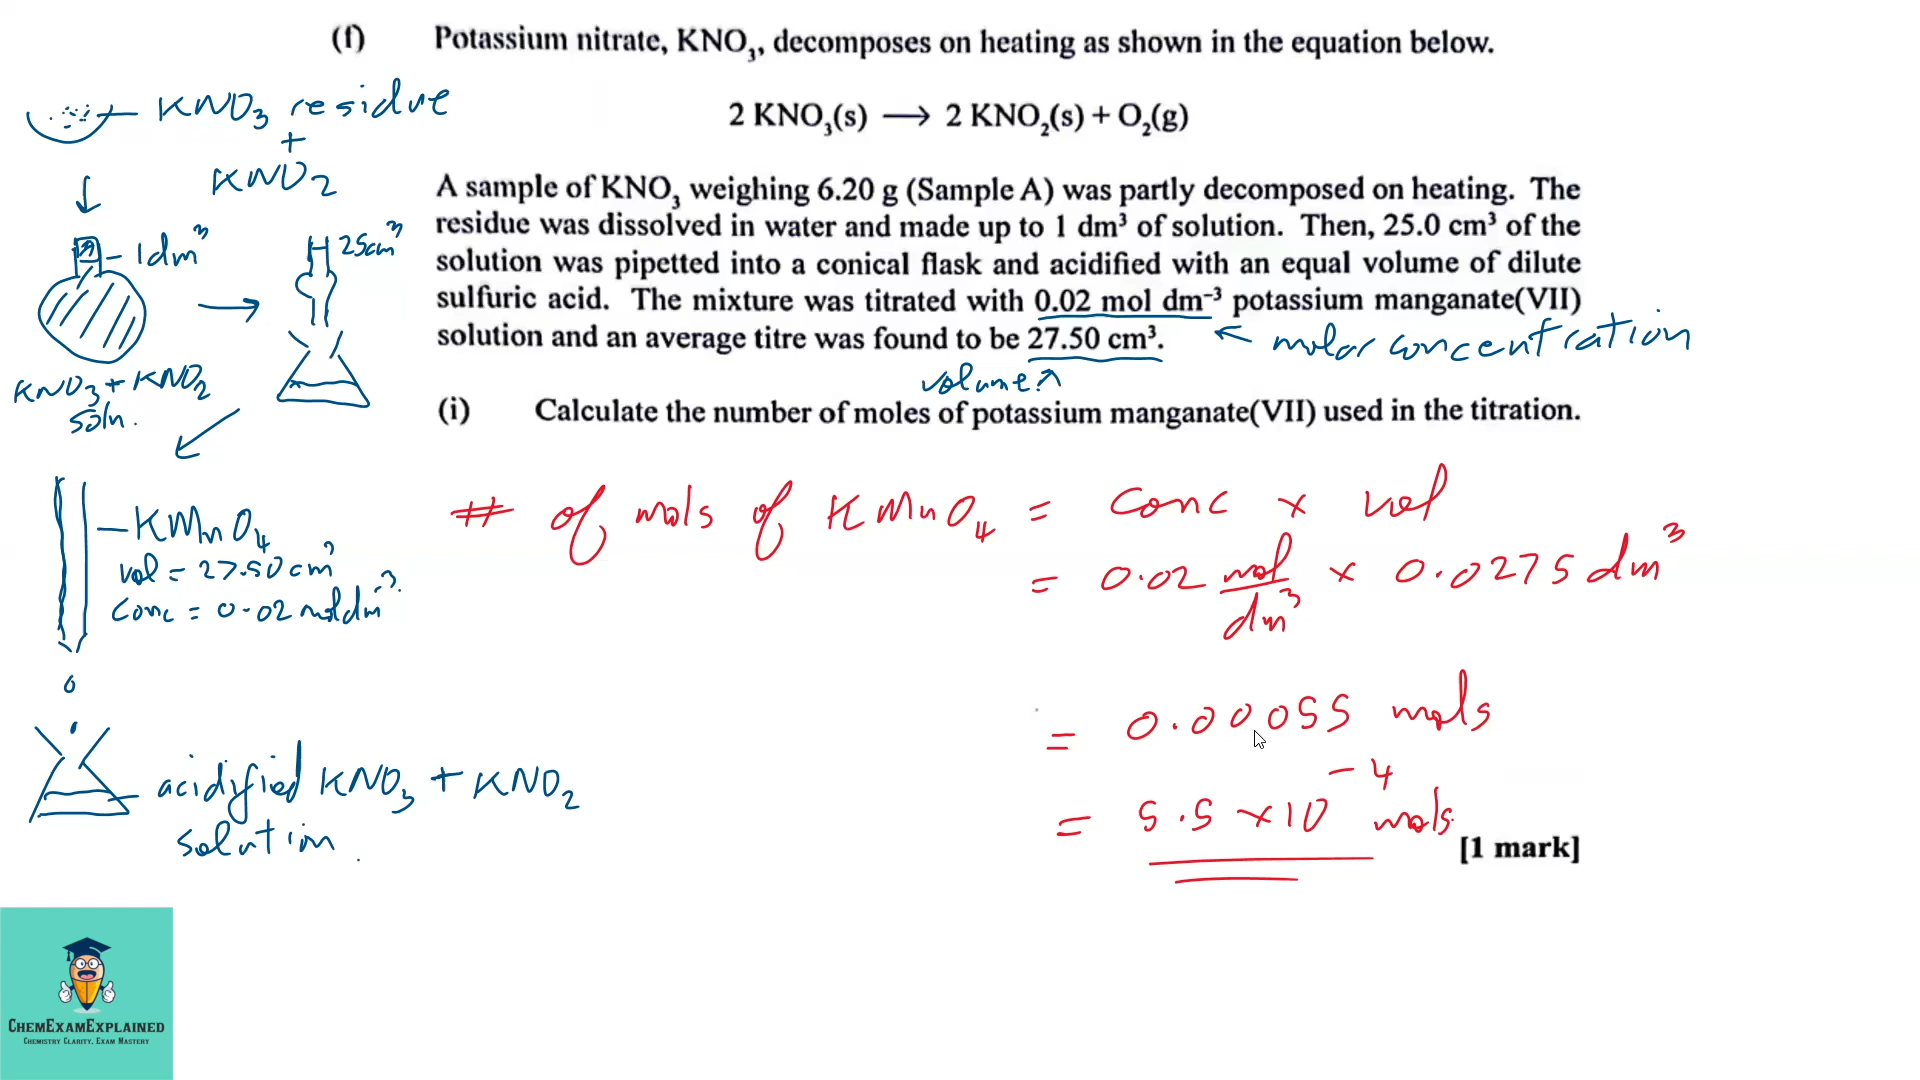 (f) Potassium nitrate, KNO₃, decomposes on heating as shown in the equation below.
2 KNO₃(s) ⟶ 2 KNO₂(s) + O₂(g)
A sample of KNO₃ weighing 6.20 g (Sample A) was partly decomposed on heating. The
residue was dissolved in water and made up to 1 dm³ of solution. Then, 25.0 cm³ of the
solution was pipetted into a conical flask and acidified with an equal volume of dilute
sulfuric acid. The mixture was titrated with 0.02 mol dm⁻³ potassium manganate(VII)
solution and an average titre was found to be 27.50 cm³.
← molar concentration
volume↗
(i) Calculate the number of moles of potassium manganate(VII) used in the titration.
KNO₃ residue
+
KNO₂
1dm³
25cm³
KNO₃ + KNO₂
soln.
KMnO₄
vol = 27.50cm³
conc = 0.02 moldm⁻³.
acidified KNO₃ + KNO₂
solution.
# of mols of KMnO₄ = conc × vol
= 0.02 mol/dm³ × 0.0275 dm³
= 0.00055 mols
= 5.5 × 10⁻⁴ mols.
[1 mark]
CHEMEXAMEXPLAINED
CHEMISTRY CLARITY. EXAM MASTERY